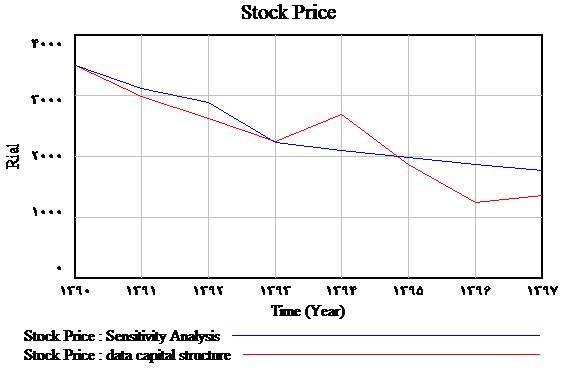 Stock Price
۴۰۰۰
۳۰۰۰
۲۰۰۰
۱۰۰۰
۰
Rial
۱۳۹۰ ۱۳۹۱ ۱۳۹۲ ۱۳۹۳ ۱۳۹۴ ۱۳۹۵ ۱۳۹۶ ۱۳۹۷
Time (Year)
Stock Price : Sensitivity Analysis
Stock Price : data capital structure